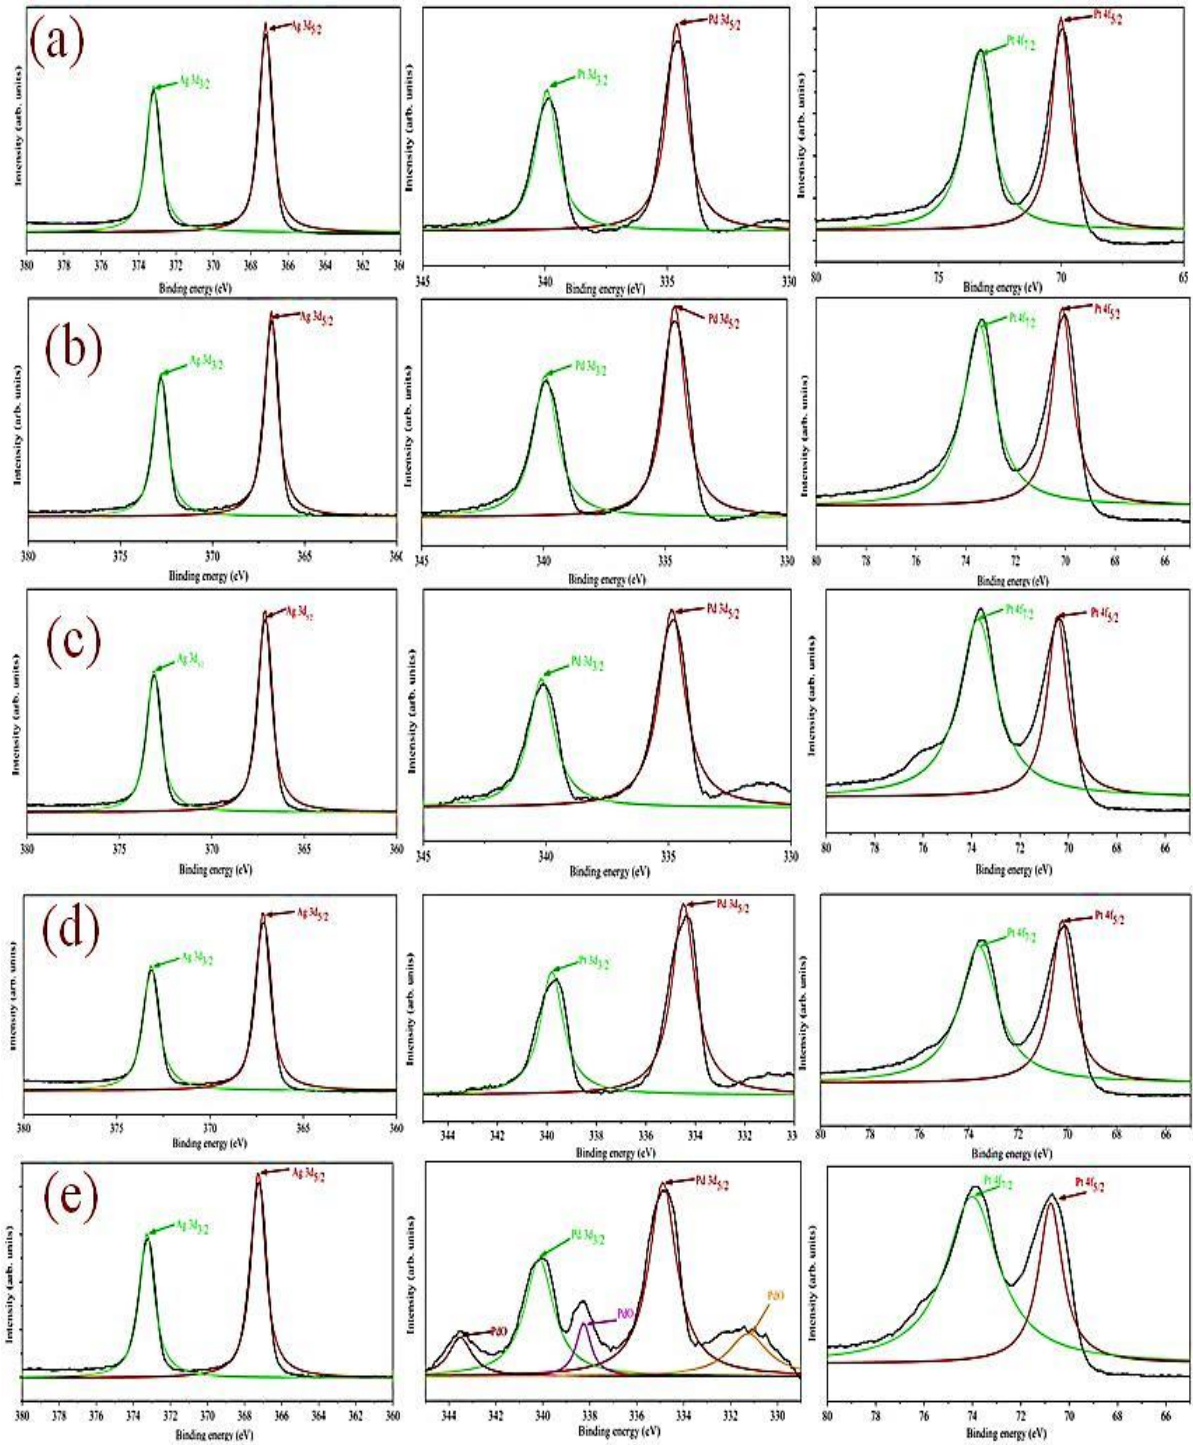 (a)
Intensity (arb. units)
Ag 3d3/2
Ag 3d5/2
380 378 376 374 372 370 368 366 364 362 36
Binding energy (eV)
Intensity (arb. units)
Pt 3d3/2
Pd 3d5/2
345 340 335 330
Binding energy (eV)
Intensity (arb. units)
Pt 4f7/2
Pt 4f5/2
80 75 70 65
Binding energy (eV)
(b)
Intensity (arb. units)
Ag 3d3/2
Ag 3d5/2
380 375 370 365 36
Binding energy (eV)
Intensity (arb. units)
Pd 3d3/2
Pd 3d5/2
345 340 335 330
Binding energy (eV)
Intensity (arb. units)
Pt 4f7/2
Pt 4f5/2
80 78 76 74 72 70 68 66
Binding energy (eV)
(c)
Intensity (arb. units)
Ag 3d
Ag 3d
380 375 370 365 360
Binding energy (eV)
Intensity (arb. units)
Pd 3d3/2
Pd 3d5/2
345 340 335 330
Binding energy (eV)
Intensity (arb. units)
Pt 4f7/2
Pt 4f5/2
80 78 76 74 72 70 68 66
Binding energy (eV)
(d)
Intensity (arb. units)
Ag 3d3/2
Ag 3d5/2
380 375 370 365 360
Binding energy (eV)
Intensity (arb. units)
Pt 3d3/2
Pd 3d5/2
344 342 340 338 336 334 332 33
Binding energy (eV)
Intensity (arb. units)
Pt 4f7/2
Pt 4f5/2
80 78 76 74 72 70 68 66
Binding energy (eV)
(e)
Intensity (arb. units)
Ag 3d3/2
Ag 3d5/2
380 378 376 374 372 370 368 366 364 362 360
Binding energy (eV)
Intensity (arb. units)
PdO
Pd 3d3/2
PdO
Pd 3d5/2
PdO
344 342 340 338 336 334 332 330
Binding energy (eV)
Intensity (arb. units)
Pt 4f7/2
Pt 4f5/2
80 78 76 74 72 70 68 66
Binding energy (eV)